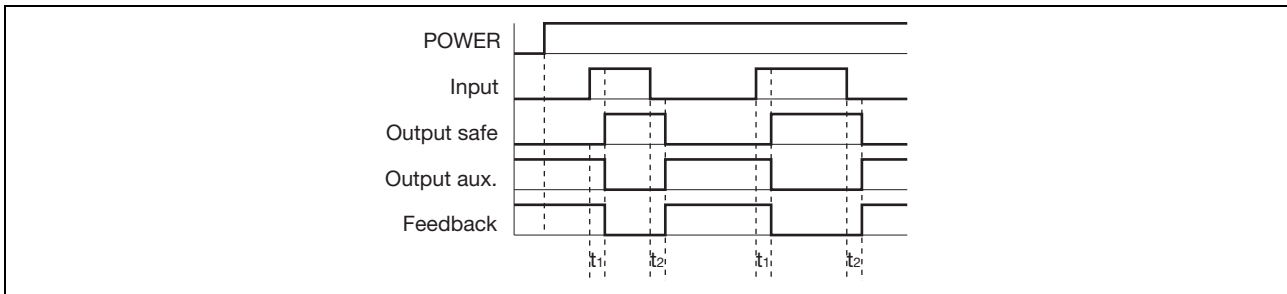 POWER
Input
Output safe
Output aux.
Feedback
t1 t2 t1 t2